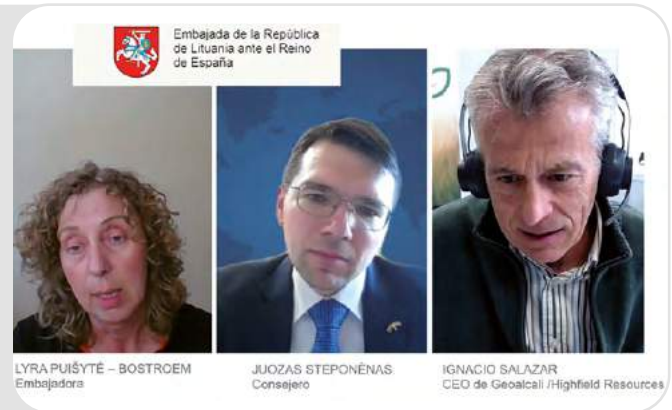 Embajada de la República
de Lituania ante el Reino
de España
LYRA PUIŠYTĖ – BOSTROEM
Embajadora
JUOZAS STEPONĖNAS
Consejero
IGNACIO SALAZAR
CEO de Geoalcali /Highfield Resources